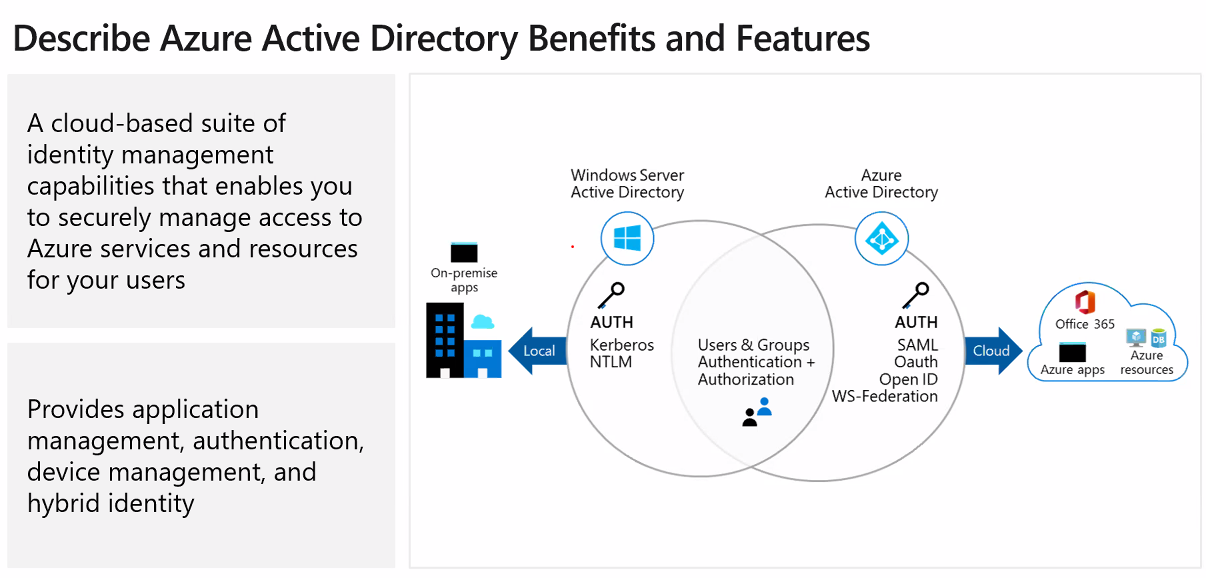 Describe Azure Active Directory Benefits and Features
A cloud-based suite of
identity management
capabilities that enables you
to securely manage access to
Azure services and resources
for your users
Provides application
management, authentication,
device management, and
hybrid identity
Windows Server
Active Directory
Azure
Active Directory
On-premise
apps
Local
AUTH
Kerberos
NTLM
Users & Groups
Authentication +
Authorization
AUTH
SAML
Oauth
Open ID
WS-Federation
Cloud
Office 365
Azure apps
DB
Azure
resources